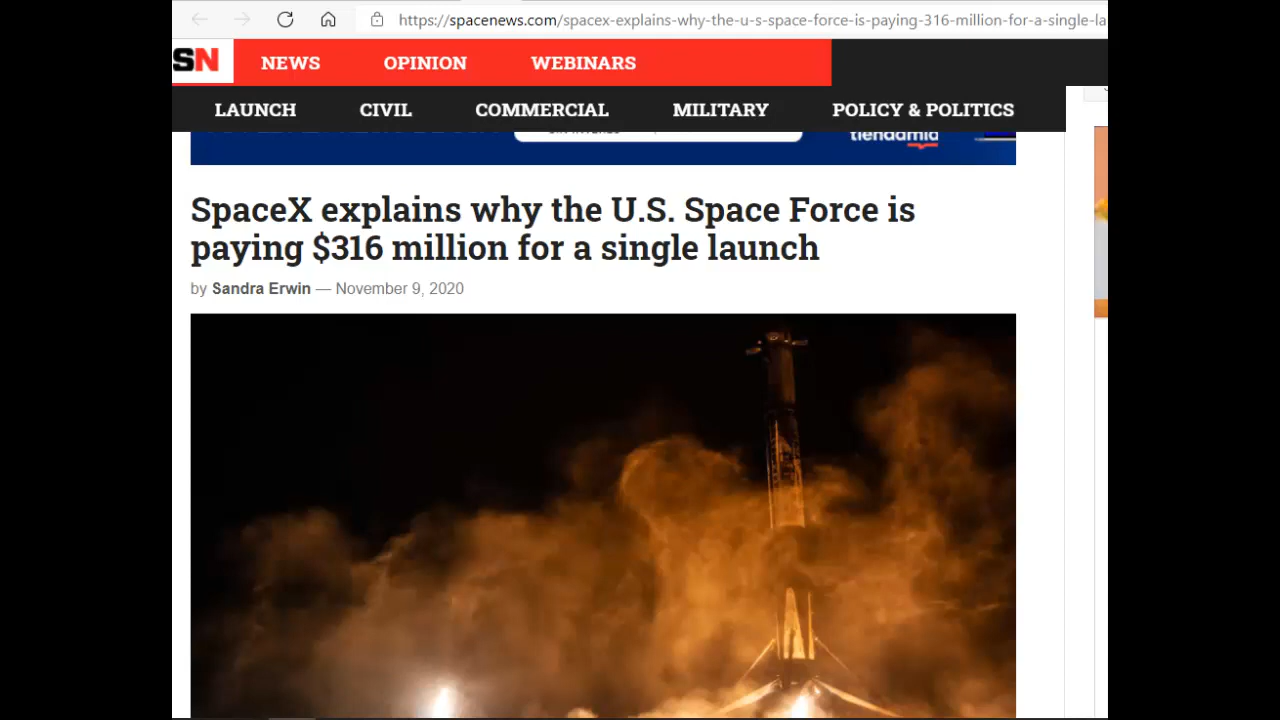 https://spacenews.com/spacex-explains-why-the-u-s-space-force-is-paying-316-million-for-a-single-la
SN
NEWS OPINION WEBINARS
LAUNCH CIVIL COMMERCIAL MILITARY POLICY & POLITICS
tiendamia
SpaceX explains why the U.S. Space Force is
paying $316 million for a single launch
by Sandra Erwin — November 9, 2020